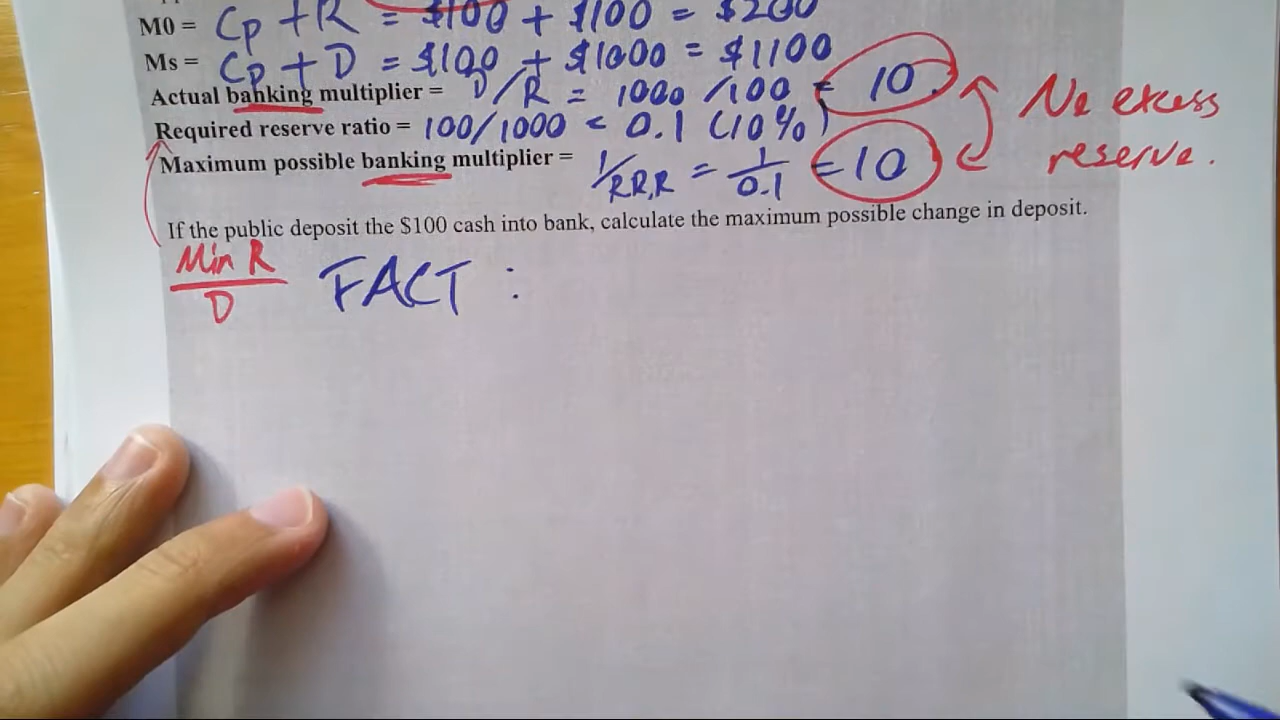 M0 = Cp + R = $100 + $100 = $200
Ms = Cp + D = $100 + $1000 = $1100
Actual banking multiplier = D/R = 1000/100 = 10
Required reserve ratio = 100/1000 = 0.1 (10%)
Maximum possible banking multiplier = 1/R.R.R = 1/0.1 = 10
No excess
reserve.
If the public deposit the $100 cash into bank, calculate the maximum possible change in deposit.
Min R
D
FACT :